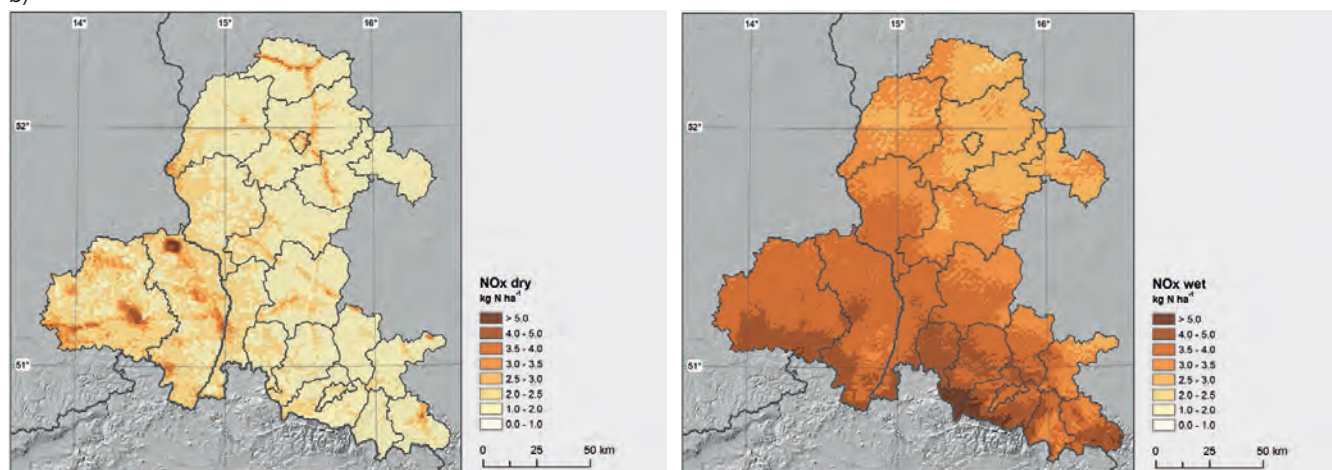 b)
14° 15° 16°
52°
51°
NOx dry
kg N ha⁻¹
> 5.0
4.0 - 5.0
3.5 - 4.0
3.0 - 3.5
2.5 - 3.0
2.0 - 2.5
1.0 - 2.0
0.0 - 1.0
0 25 50 km
14° 15° 16°
52°
51°
NOx wet
kg N ha⁻¹
> 5.0
4.0 - 5.0
3.5 - 4.0
3.0 - 3.5
2.5 - 3.0
2.0 - 2.5
1.0 - 2.0
0.0 - 1.0
0 25 50 km